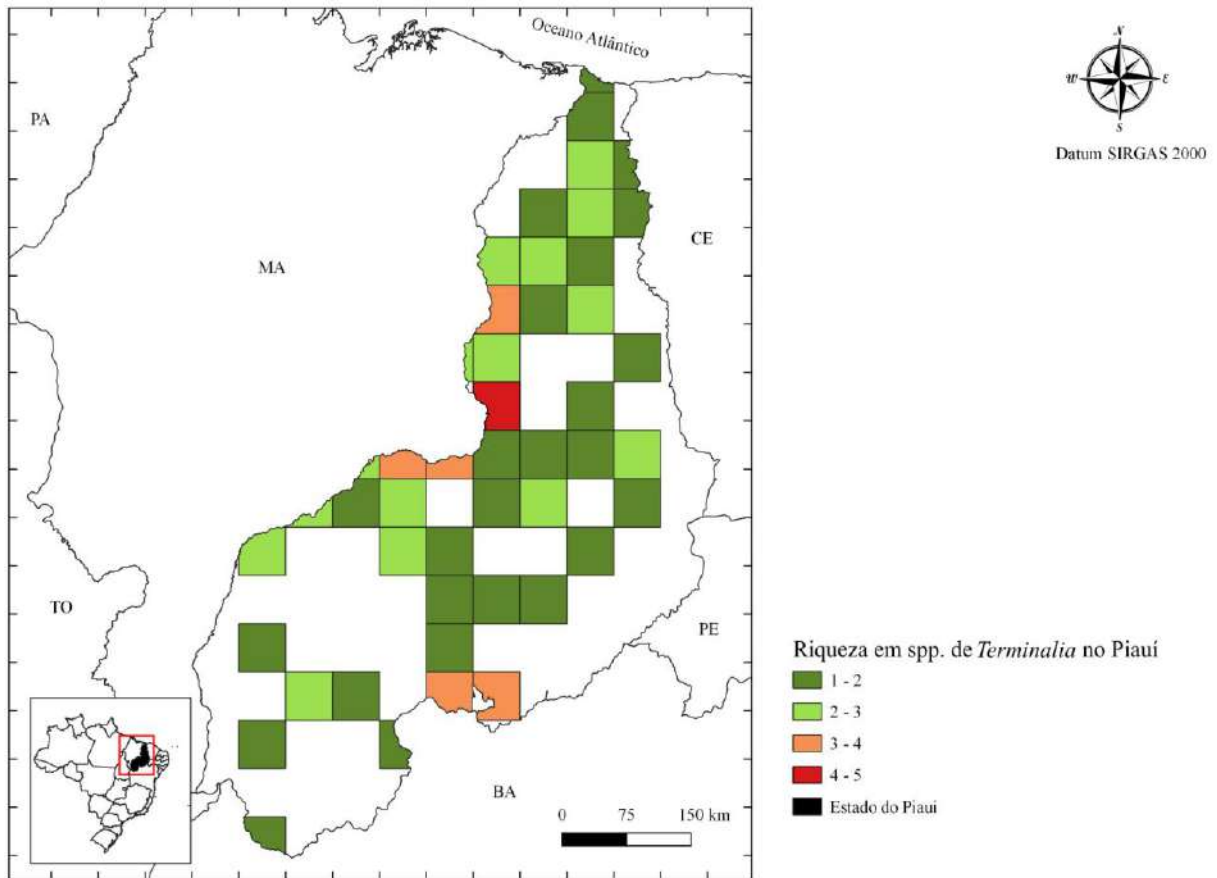 Oceano Atlântico
N
W
E
S
Datum SIRGAS 2000
PA
CE
MA
TO
PE
BA
0 75 150 km
Riqueza em spp. de Terminalia no Piauí
1 - 2
2 - 3
3 - 4
4 - 5
Estado do Piaui